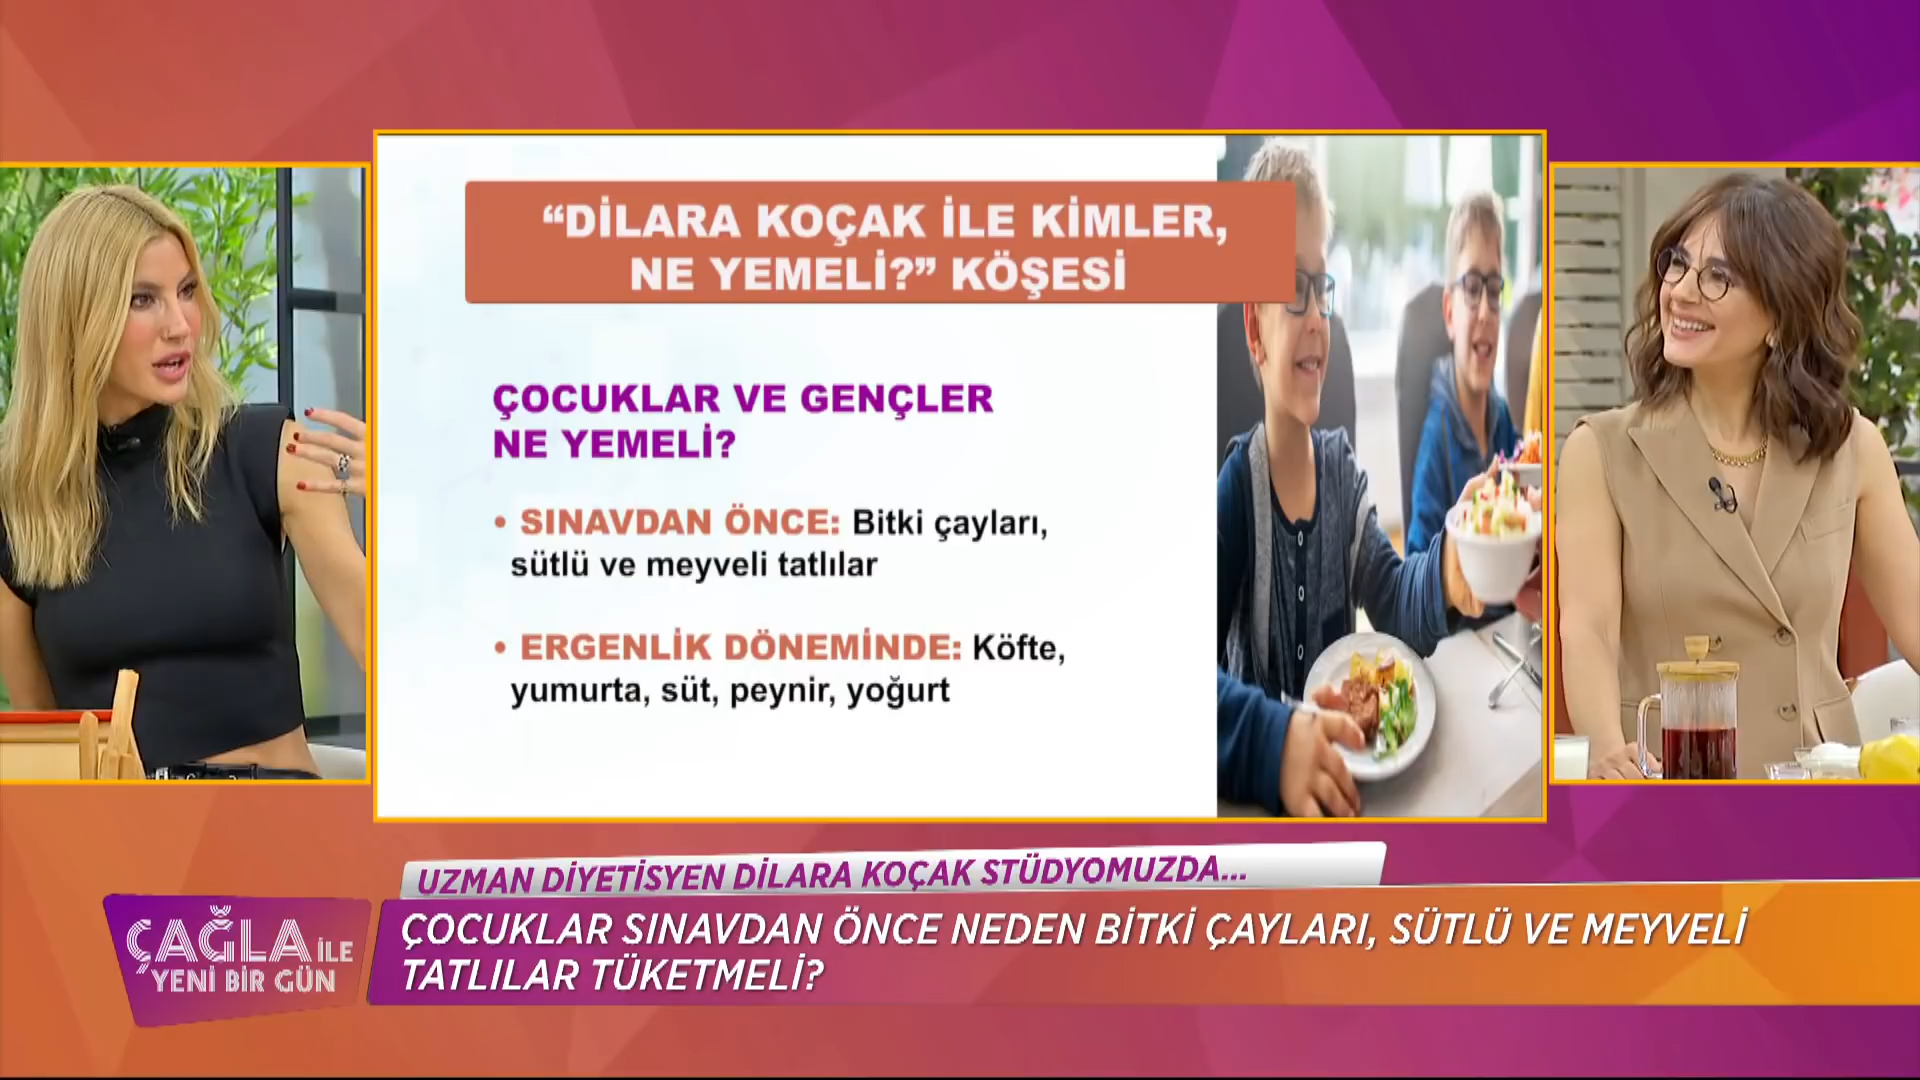 “DİLARA KOÇAK İLE KİMLER,
NE YEMELİ?” KÖŞESİ
ÇOCUKLAR VE GENÇLER
NE YEMELİ?
• SINAVDAN ÖNCE: Bitki çayları,
sütlü ve meyveli tatlılar
• ERGENLİK DÖNEMİNDE: Köfte,
yumurta, süt, peynir, yoğurt
UZMAN DİYETİSYEN DİLARA KOÇAK STÜDYOMUZDA...
ÇAĞLA İLE
YENİ BİR GÜN
ÇOCUKLAR SINAVDAN ÖNCE NEDEN BİTKİ ÇAYLARI, SÜTLÜ VE MEYVELİ
TATLILAR TÜKETMELİ?